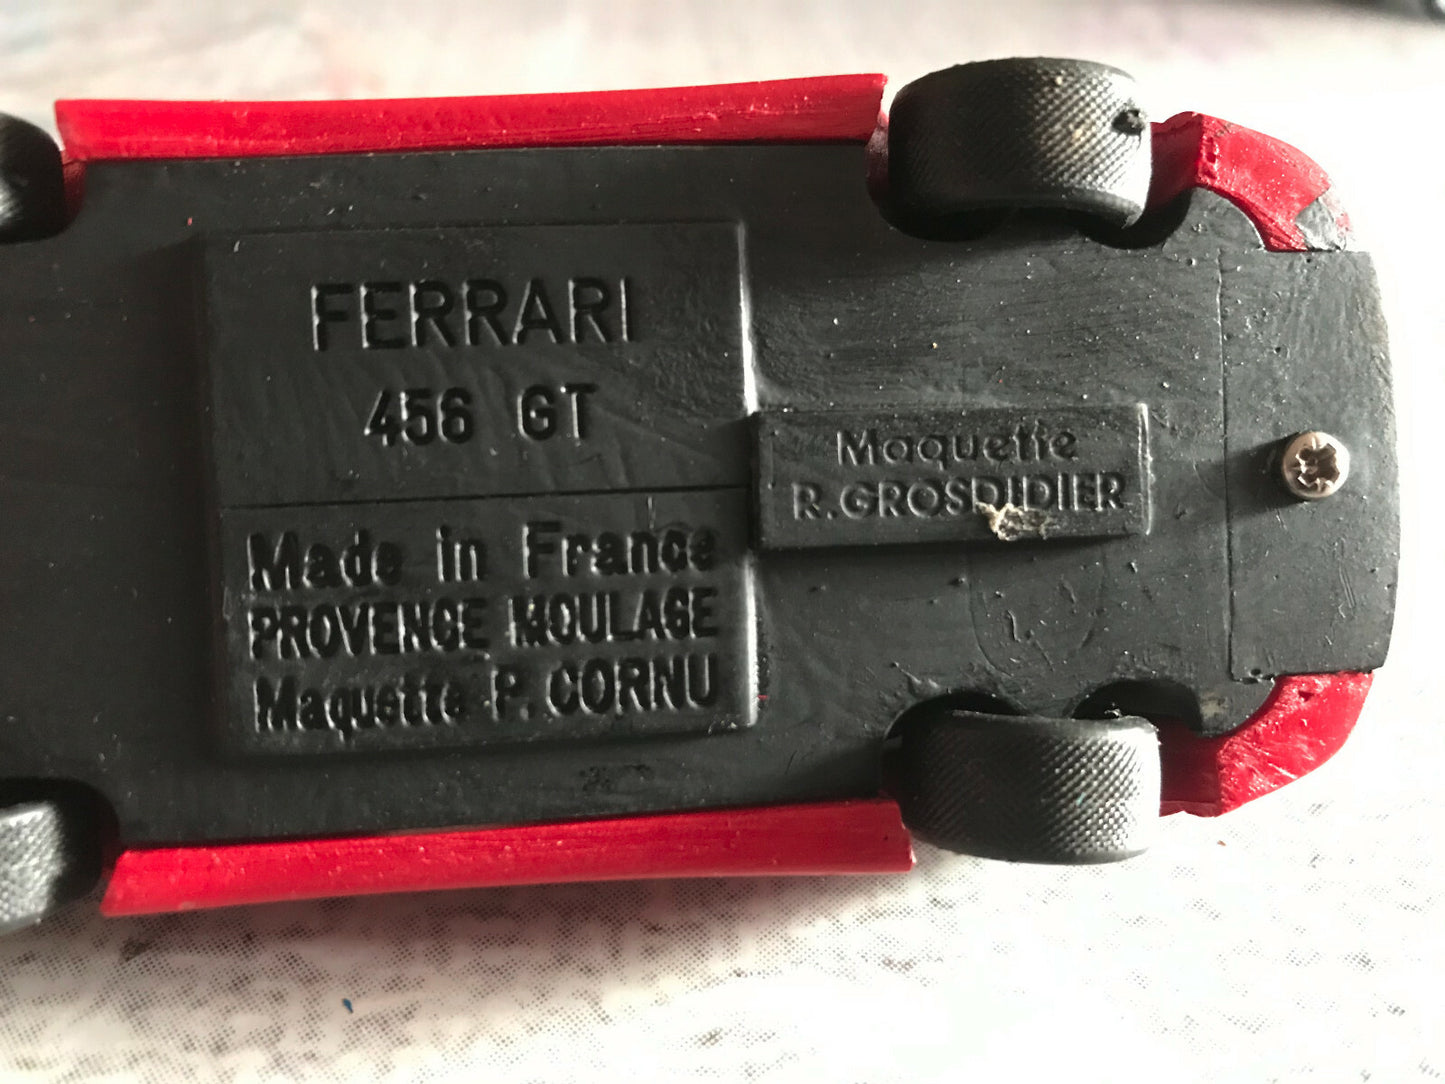 FERRARI
456 GT
Made in France
PROVENCE MOULAGE
Maquette P. CORNU
Maquette
R. GROSDIDIER